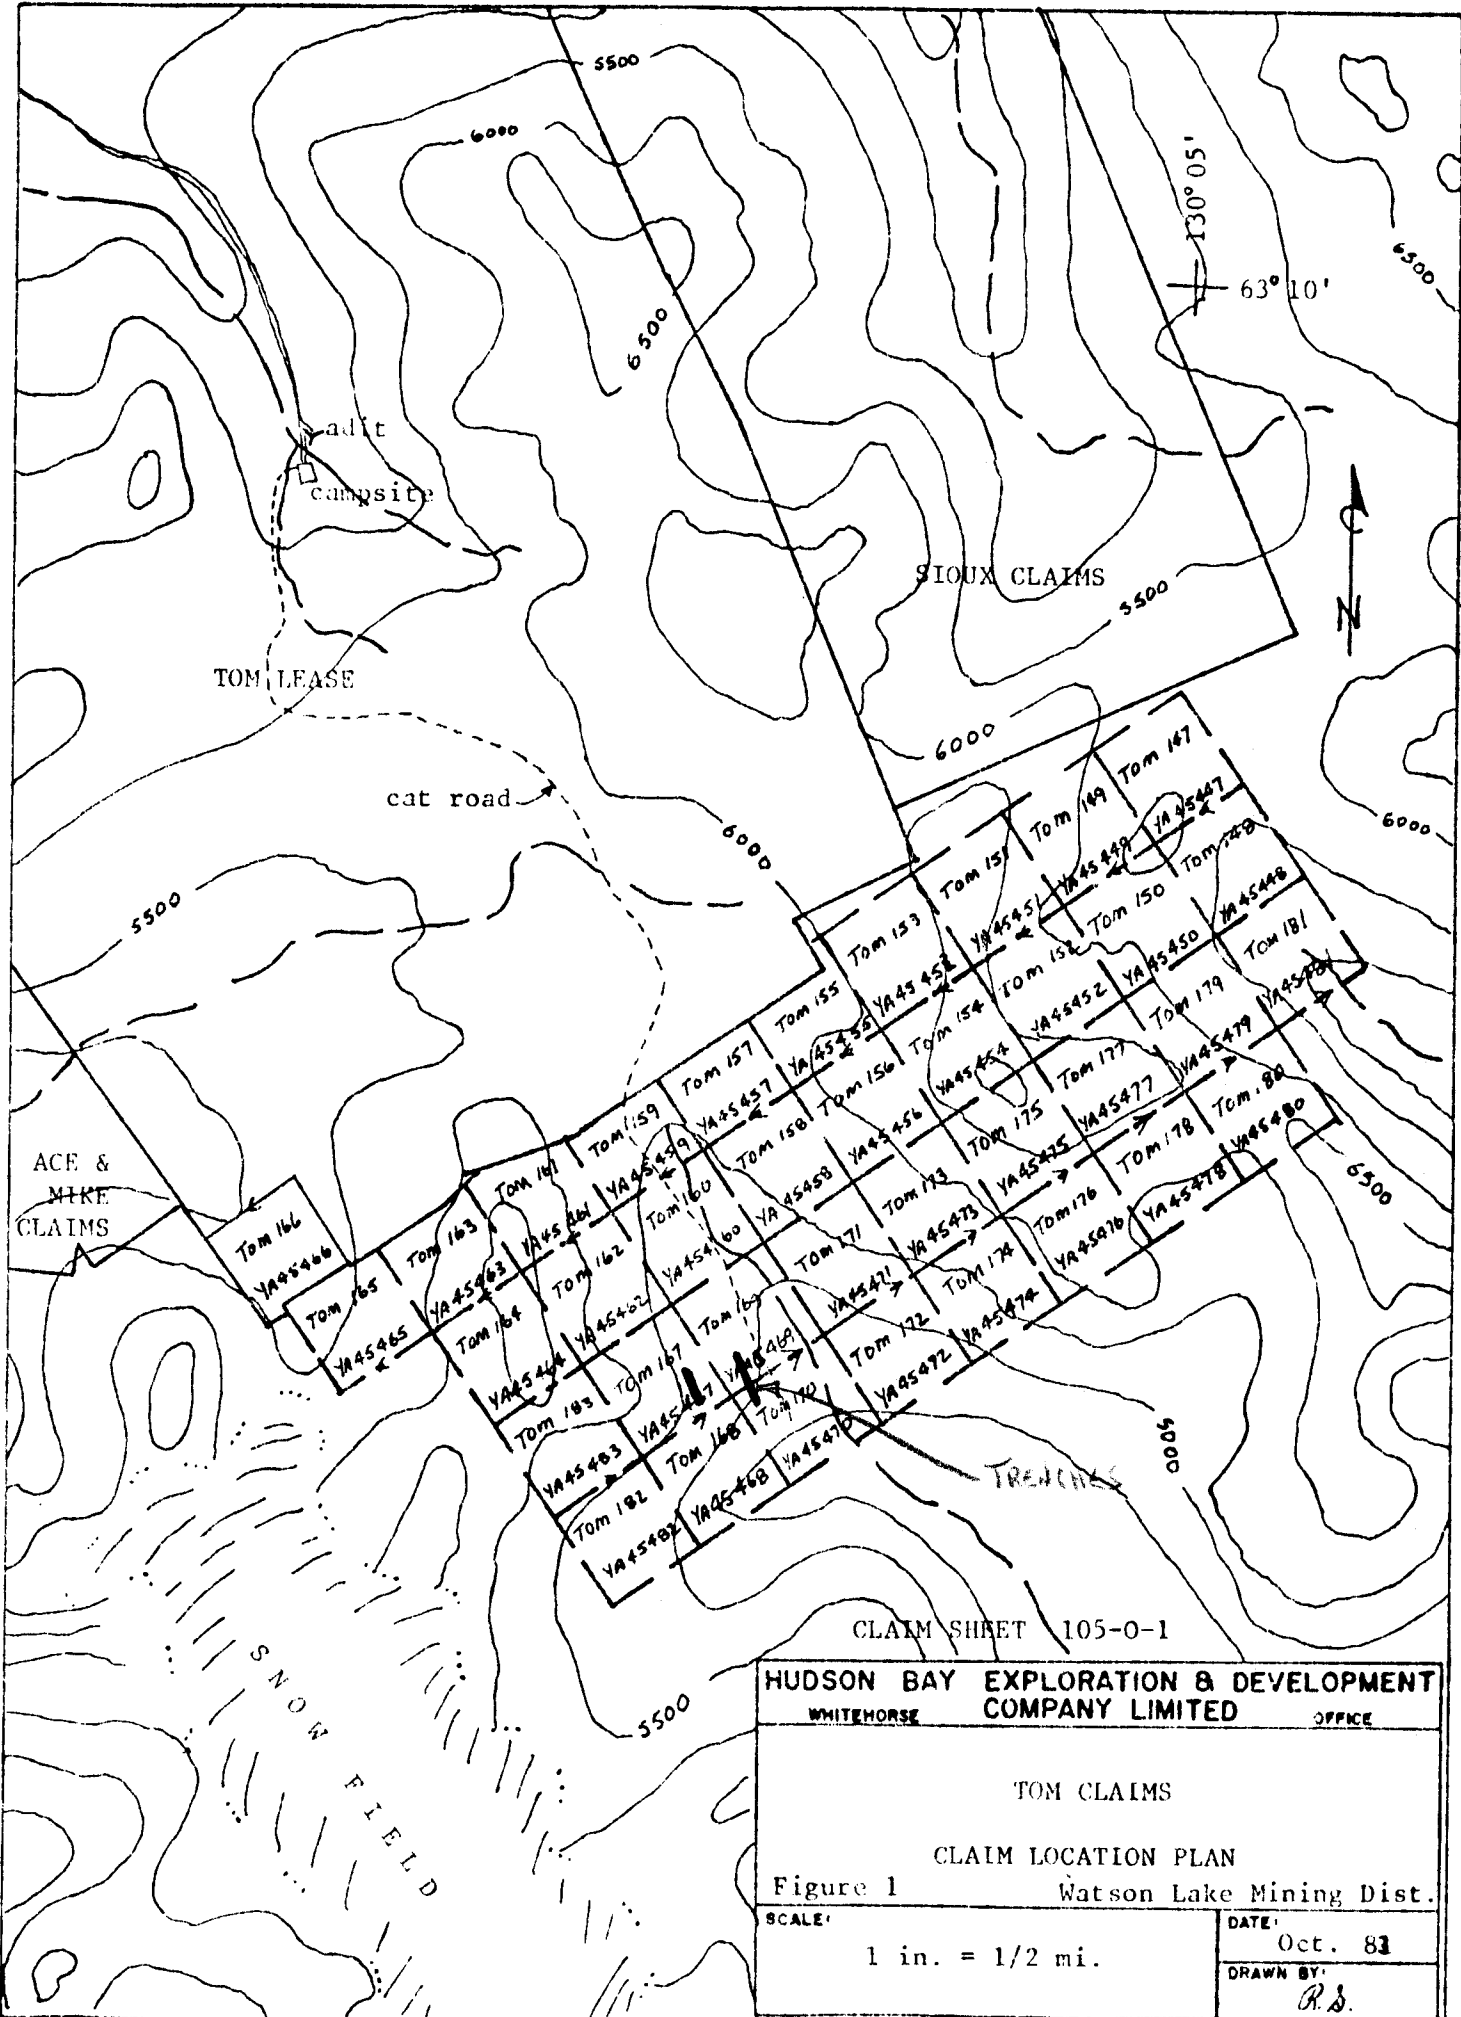 5500
6000
6500
130° 05'
63° 10'
6500
adit
campsite
SIOUX CLAIMS
5500
TOM LEASE
6000
cat road
6000
6000
5500
Tom 147
YA45447
Tom 149
YA45449
Tom 148
YA45448
Tom 151
YA45451
Tom 150
YA45450
Tom 153
YA45453
Tom 152
YA45452
Tom 181
YA45481
Tom 155
YA45455
Tom 154
YA45454
Tom 179
YA45479
Tom 157
YA45457
Tom 156
YA45456
Tom 177
YA45477
Tom 180
YA45480
Tom 159
YA45459
Tom 158
YA45458
Tom 175
YA45475
Tom 178
YA45478
Tom 161
YA45461
Tom 160
YA45460
Tom 173
YA45473
Tom 176
YA45476
Tom 163
YA45463
Tom 162
YA45462
Tom 171
YA45471
Tom 174
YA45474
Tom 165
YA45465
Tom 164
YA45464
Tom 169
YA45469
Tom 172
YA45472
Tom 166
YA45466
Tom 167
YA45467
Tom 170
YA45470
Tom 183
YA45483
Tom 168
YA45468
Tom 182
YA45482
ACE &
MIKE
CLAIMS
6500
5000
TRENCHES
SNOW FIELD
5500
CLAIM SHEET 105-O-1
HUDSON BAY EXPLORATION & DEVELOPMENT
COMPANY LIMITED
WHITEHORSE OFFICE
TOM CLAIMS
CLAIM LOCATION PLAN
Figure 1 Watson Lake Mining Dist.
SCALE:
1 in. = 1/2 mi.
DATE:
Oct. 83
DRAWN BY:
R.S.